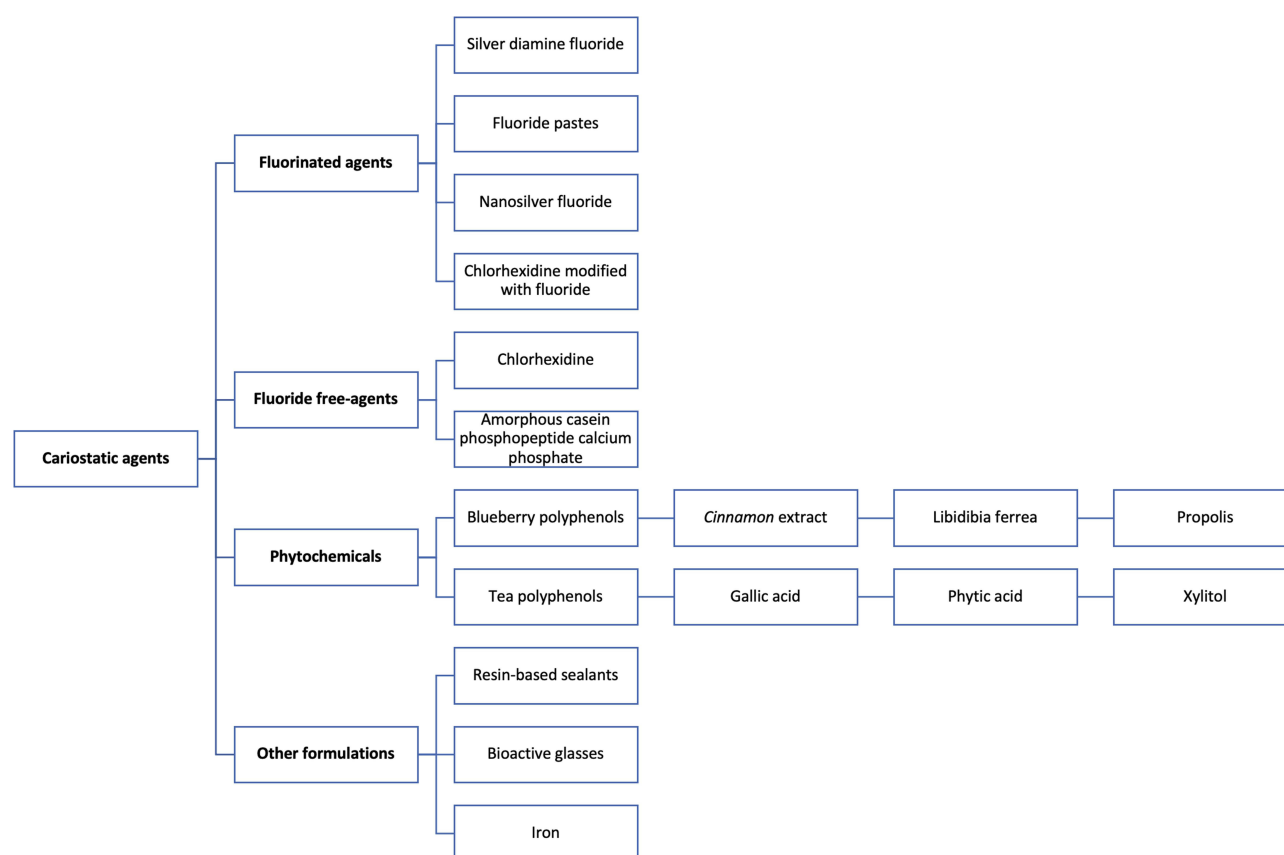 Silver diamine fluoride
Fluoride pastes
Fluorinated agents
Nanosilver fluoride
Chlorhexidine modified
with fluoride
Chlorhexidine
Fluoride free-agents
Amorphous casein
phosphopeptide calcium
phosphate
Cariostatic agents
Blueberry polyphenols
Cinnamon extract
Libidibia ferrea
Propolis
Phytochemicals
Tea polyphenols
Gallic acid
Phytic acid
Xylitol
Resin-based sealants
Other formulations
Bioactive glasses
Iron